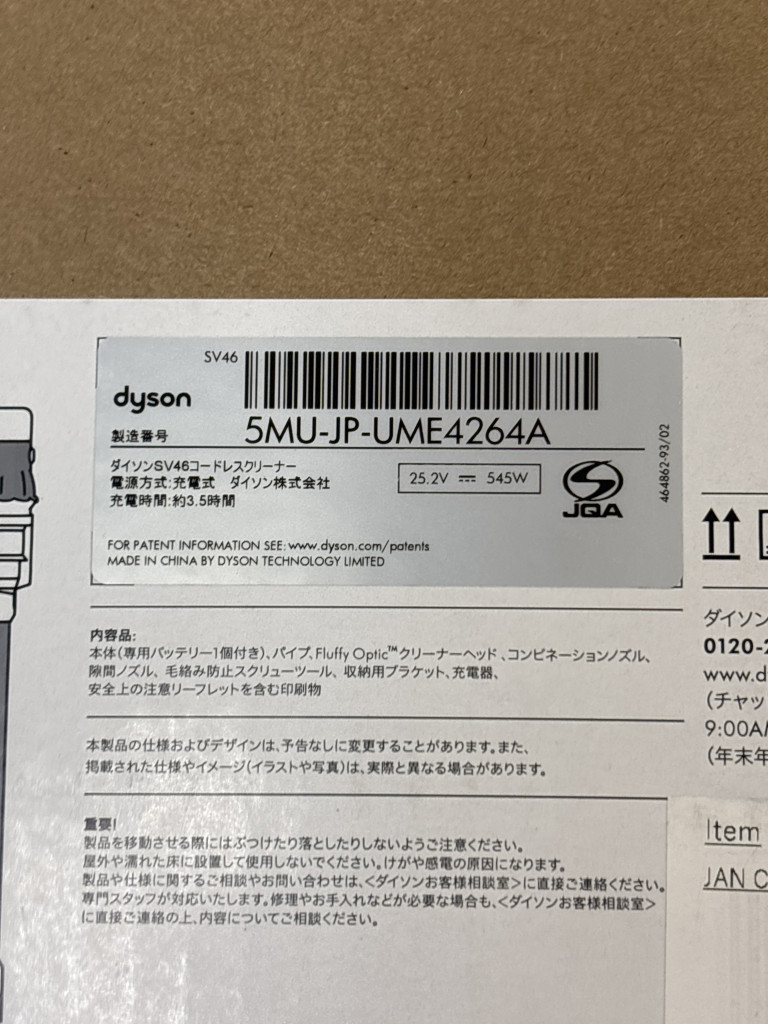 SV46
dyson
製造番号 5MU-JP-UME4264A
ダイソンSV46コードレスクリーナー
電源方式:充電式 ダイソン株式会社
充電時間:約3.5時間
25.2V ⎓ 545W
JQA
464862-93/02
FOR PATENT INFORMATION SEE: www.dyson.com/patents
MADE IN CHINA BY DYSON TECHNOLOGY LIMITED
内容品:
本体(専用バッテリー1個付き)、パイプ、Fluffy Optic™クリーナーヘッド、コンビネーションノズル、
隙間ノズル、毛絡み防止スクリューツール、収納用ブラケット、充電器、
安全上の注意リーフレットを含む印刷物
本製品の仕様およびデザインは、予告なしに変更することがあります。また、
掲載された仕様やイメージ(イラストや写真)は、実際と異なる場合があります。
重要!
製品を移動させる際にはぶつけたり落としたりしないようご注意ください。
屋外や濡れた床に設置して使用しないでください。けがや感電の原因になります。
製品や仕様に関するご相談やお問い合わせは、<ダイソンお客様相談室>に直接ご連絡ください。
専門スタッフが対応いたします。修理やお手入れなどが必要な場合も、<ダイソンお客様相談室>
に直接ご連絡の上、内容についてご相談ください。
ダイソン
0120-2
www.d
(チャッ
9:00AM
(年末年
Item
JAN C